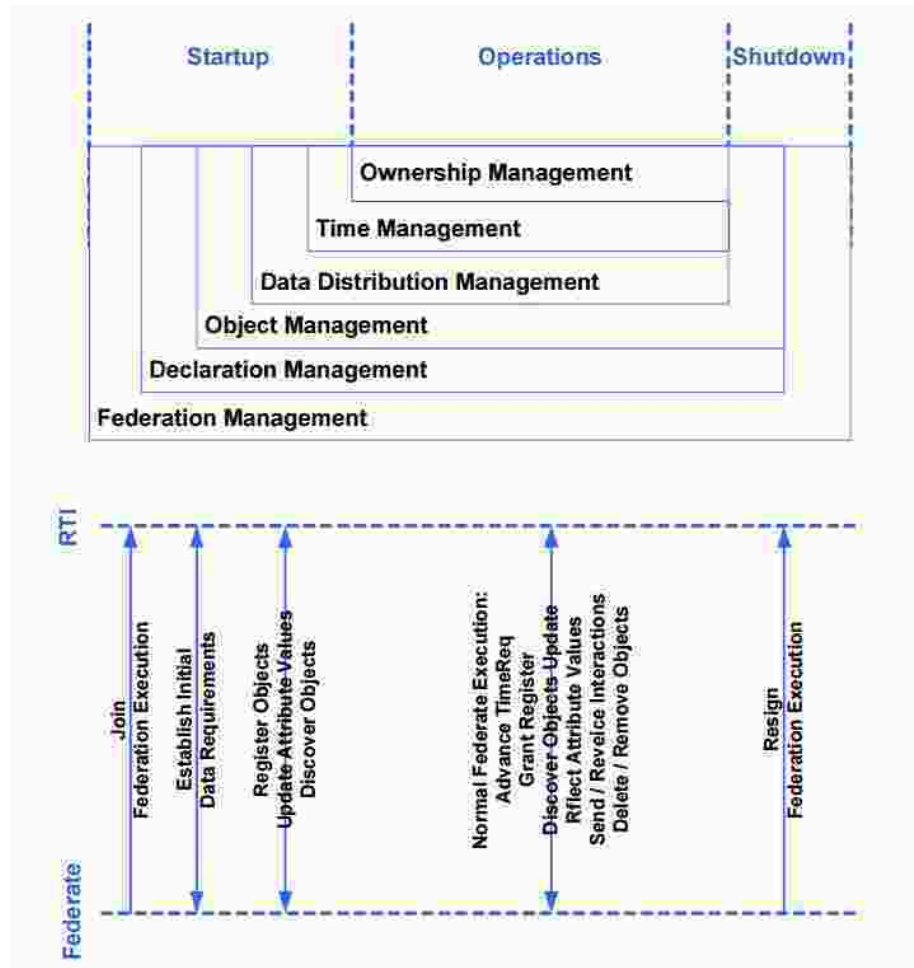 Startup
Operations
Shutdown
Ownership Management
Time Management
Data Distribution Management
Object Management
Declaration Management
Federation Management
RTI
Join
Federation Execution
Establish Initial
Data Requirements
Register Objects
Update Attribute Values
Discover Objects
Normal Federate Execution:
Advance TimeReq
Grant Register
Discover Objects Update
Rflect Attribute Values
Send / Reveice Interactions
Delete / Remove Objects
Resign
Federation Execution
Federate